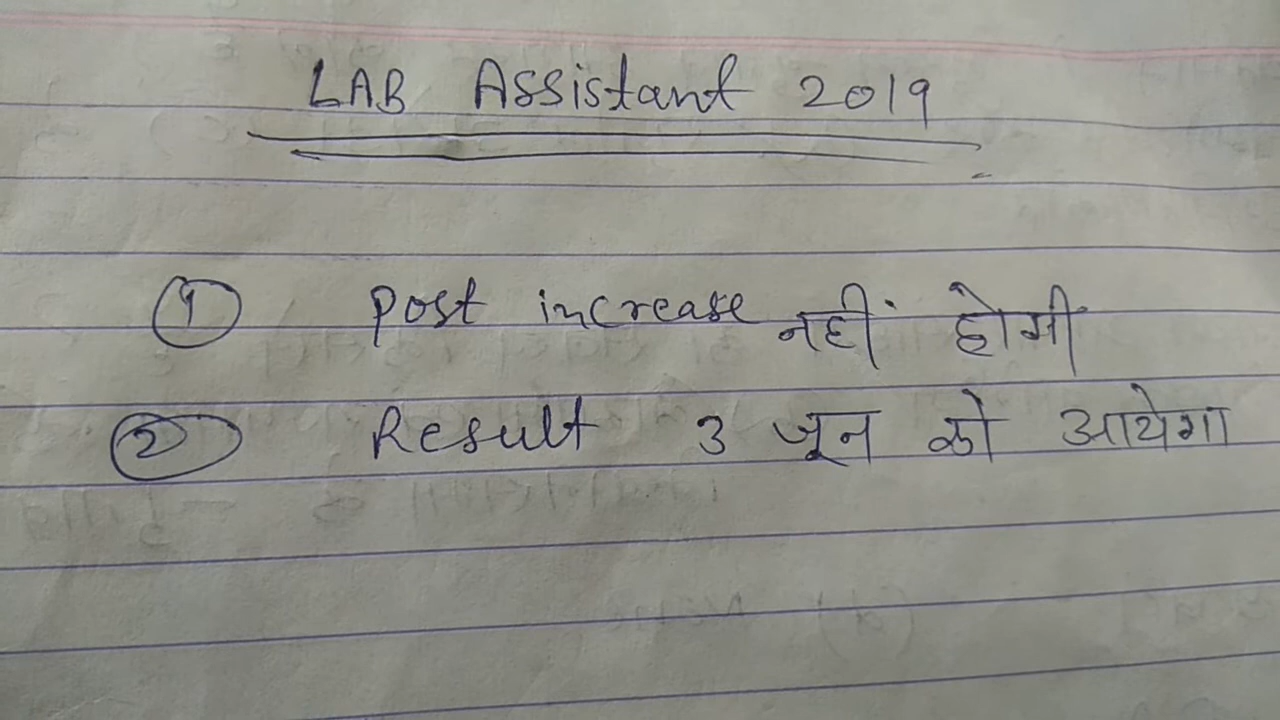 LAB Assistant 2019
① Post increase नहीं होगी
② Result 3 जून को आयेगा